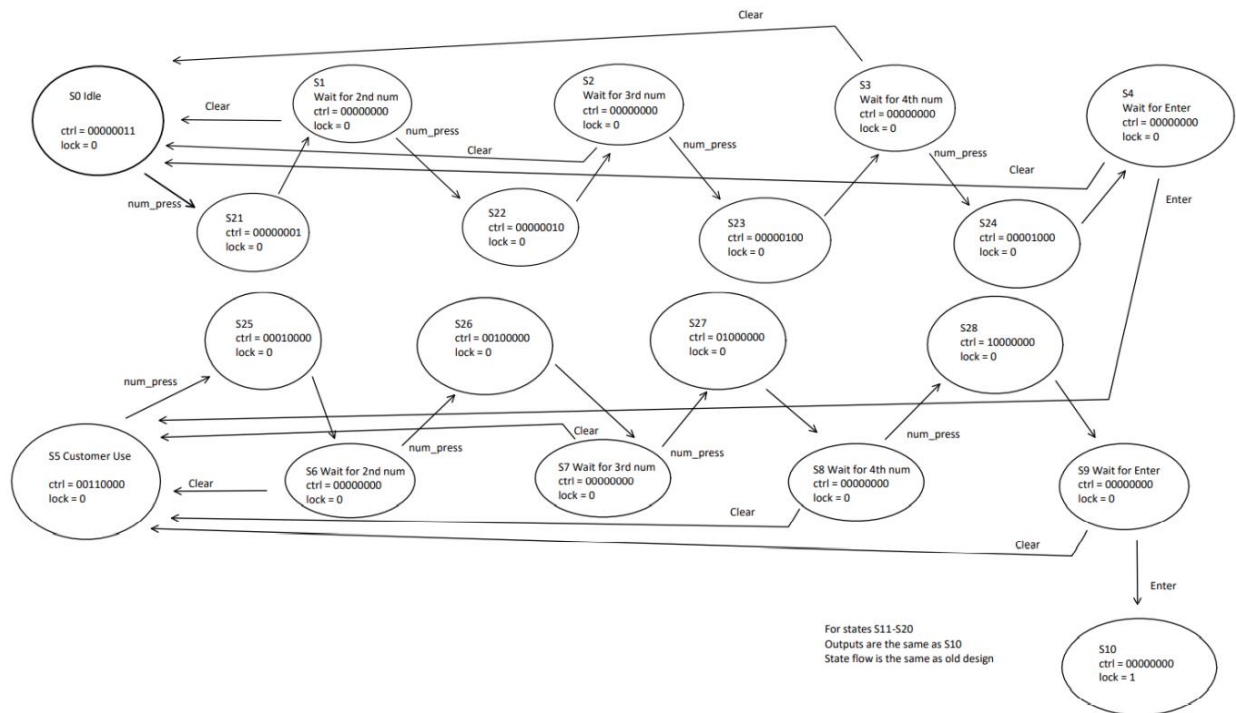 Clear
S0 Idle
ctrl = 00000011
lock = 0
Clear
S1
Wait for 2nd num
ctrl = 00000000
lock = 0
num_press
S2
Wait for 3rd num
ctrl = 00000000
lock = 0
Clear
num_press
S3
Wait for 4th num
ctrl = 00000000
lock = 0
num_press
S4
Wait for Enter
ctrl = 00000000
lock = 0
Clear
Enter
num_press
S21
ctrl = 00000001
lock = 0
S22
ctrl = 00000010
lock = 0
S23
ctrl = 00000100
lock = 0
S24
ctrl = 00001000
lock = 0
S25
ctrl = 00010000
lock = 0
S26
ctrl = 00100000
lock = 0
S27
ctrl = 01000000
lock = 0
S28
ctrl = 10000000
lock = 0
num_press
num_press
num_press
num_press
S5 Customer Use
ctrl = 00110000
lock = 0
Clear
S6 Wait for 2nd num
ctrl = 00000000
lock = 0
Clear
S7 Wait for 3rd num
ctrl = 00000000
lock = 0
S8 Wait for 4th num
ctrl = 00000000
lock = 0
Clear
S9 Wait for Enter
ctrl = 00000000
lock = 0
Clear
Enter
For states S11-S20
Outputs are the same as S10
State flow is the same as old design
S10
ctrl = 00000000
lock = 1